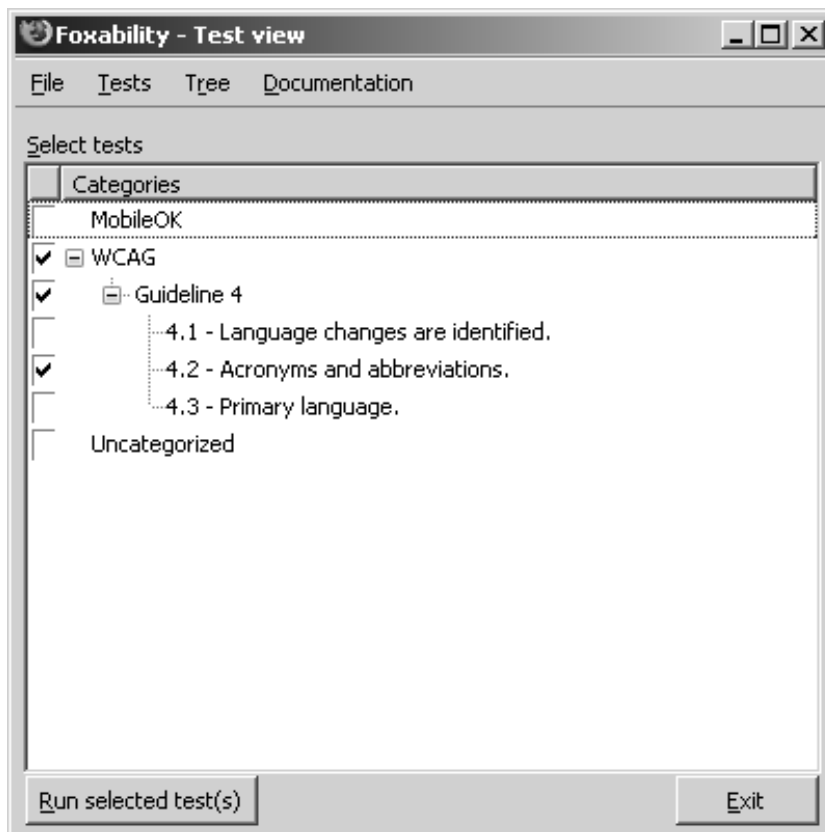 Foxability - Test view
File Tests Tree Documentation
Select tests
Categories
MobileOK
WCAG
Guideline 4
4.1 - Language changes are identified.
4.2 - Acronyms and abbreviations.
4.3 - Primary language.
Uncategorized
Run selected test(s) Exit